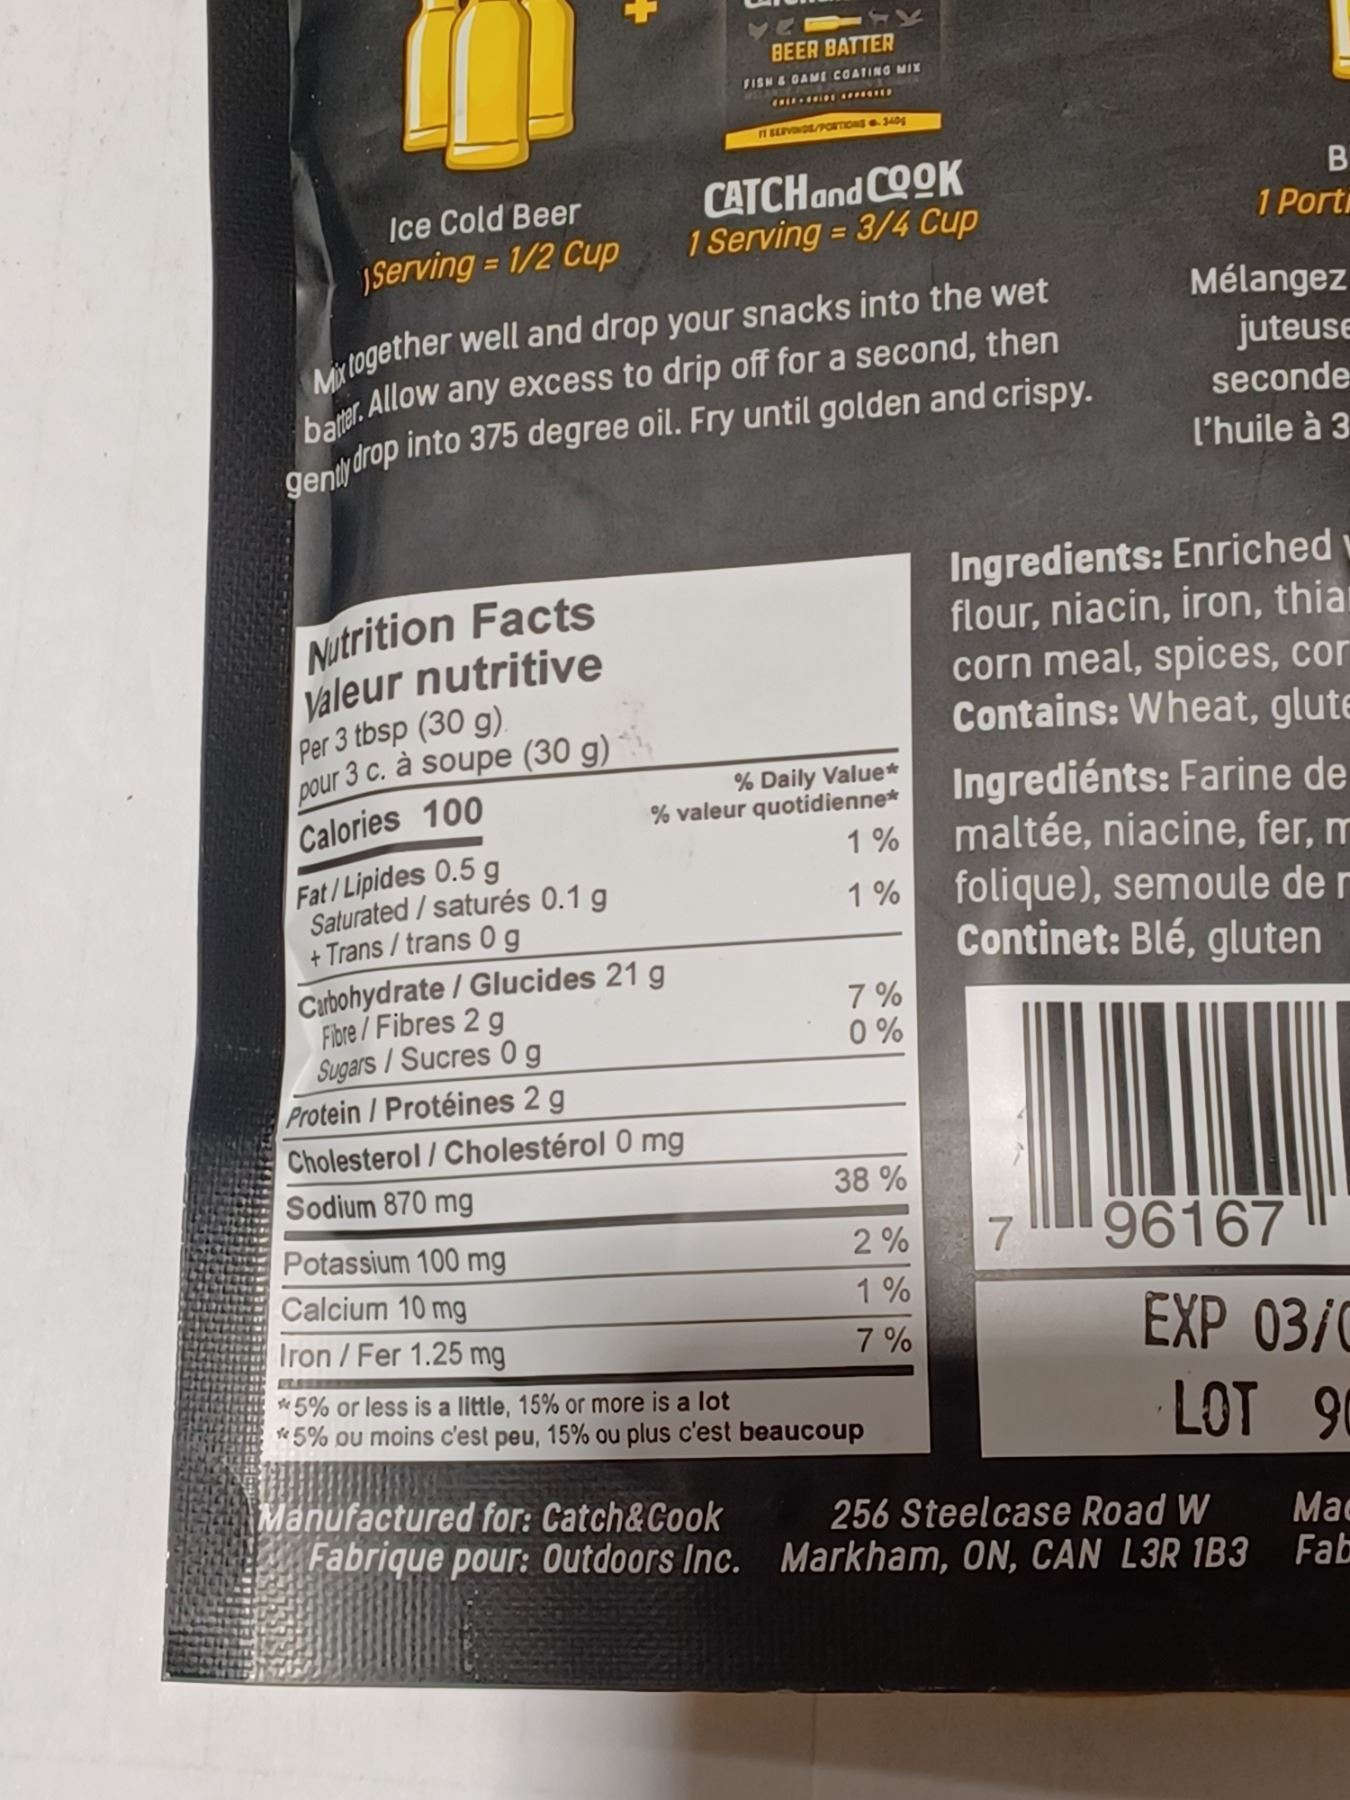 +
BEER BATTER
FISH & GAME COATING MIX
11 SERVINGS/PORTIONS e. 340g
CATCH and COOK
1 Serving = 3/4 Cup
Ice Cold Beer
1 Serving = 1/2 Cup
B
1 Porti
Mix together well and drop your snacks into the wet
batter. Allow any excess to drip off for a second, then
gently drop into 375 degree oil. Fry until golden and crispy.
Mélangez
juteuse
seconde
l'huile à 3
Nutrition Facts
Valeur nutritive
Per 3 tbsp (30 g)
pour 3 c. à soupe (30 g)
Calories 100
% Daily Value*
% valeur quotidienne*
Fat / Lipides 0.5 g 1 %
Saturated / saturés 0.1 g 1 %
+ Trans / trans 0 g
Carbohydrate / Glucides 21 g
Fibre / Fibres 2 g 7 %
Sugars / Sucres 0 g 0 %
Protein / Protéines 2 g
Cholesterol / Cholestérol 0 mg
Sodium 870 mg 38 %
Potassium 100 mg 2 %
Calcium 10 mg 1 %
Iron / Fer 1.25 mg 7 %
*5% or less is a little, 15% or more is a lot
*5% ou moins c'est peu, 15% ou plus c'est beaucoup
Ingredients: Enriched
flour, niacin, iron, thia
corn meal, spices, cor
Contains: Wheat, glute
Ingrediénts: Farine de
maltée, niacine, fer, m
folique), semoule de
Continet: Blé, gluten
7 96167
EXP 03/0
LOT 90
Manufactured for: Catch&Cook
Fabrique pour: Outdoors Inc.
256 Steelcase Road W
Markham, ON, CAN L3R 1B3
Mad
Fab